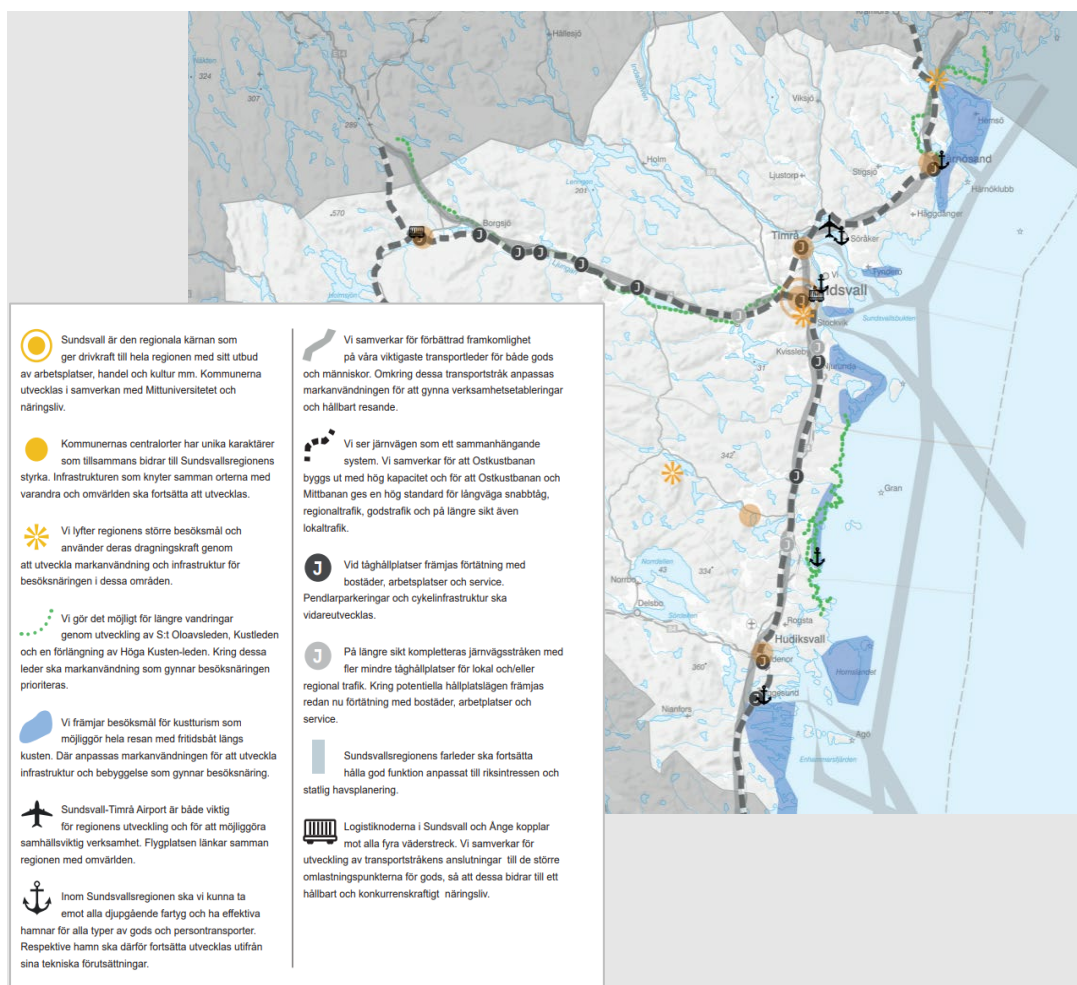 Hällesjö
Näkten
324
307
289
Viksjö
Hemsö
Härnöklubb
Holm
Ljustorp
Stigsjö
Häggdånger
Leringen
301
570
Borgsjö
Timrå
Söråker
Vi
Stockvik
Sundsvallsbukten
Holmsjön
Kvissleby
Njurunda
31
342
Gran
Norrbo
Nordellen
43
334
Delsbo
Rogsta
Hudiksvall
360
Hornslandet
Nianfors
Agö
Enhammarsfjärden
Sundsvall är den regionala kärnan som
ger drivkraft till hela regionen med sitt utbud
av arbetsplatser, handel och kultur mm. Kommunerna
utvecklas i samverkan med Mittuniversitetet och
näringsliv.
Kommunernas centralorter har unika karaktärer
som tillsammans bidrar till Sundsvallsregionens
styrka. Infrastrukturen som knyter samman orterna med
varandra och omvärlden ska fortsätta att utvecklas.
Vi lyfter regionens större besöksmål och
använder deras dragningskraft genom
att utveckla markanvändning och infrastruktur för
besöksnäringen i dessa områden.
Vi gör det möjligt för längre vandringar
genom utveckling av S:t Oloavsleden, Kustleden
och en förlängning av Höga Kusten-leden. Kring dessa
leder ska markanvändning som gynnar besöksnäringen
prioriteras.
Vi främjar besöksmål för kustturism som
möjliggör hela resan med fritidsbåt längs
kusten. Där anpassas markanvändningen för att utveckla
infrastruktur och bebyggelse som gynnar besöksnäring.
Sundsvall-Timrå Airport är både viktig
för regionens utveckling och för att möjliggöra
samhällsviktig verksamhet. Flygplatsen länkar samman
regionen med omvärlden.
Inom Sundsvallsregionen ska vi kunna ta
emot alla djupgående fartyg och ha effektiva
hamnar för alla typer av gods och persontransporter.
Respektive hamn ska därför fortsätta utvecklas utifrån
sina tekniska förutsättningar.
Vi samverkar för förbättrad framkomlighet
på våra viktigaste transportleder för både gods
och människor. Omkring dessa transportstråk anpassas
markanvändningen för att gynna verksamhetsetableringar
och hållbart resande.
Vi ser järnvägen som ett sammanhängande
system. Vi samverkar för att Ostkustbanan
byggs ut med hög kapacitet och för att Ostkustbanan och
Mittbanan ges en hög standard för långväga snabbtåg,
regionaltrafik, godstrafik och på längre sikt även
lokaltrafik.
J
Vid tåghållplatser främjas förtätning med
bostäder, arbetsplatser och service.
Pendlarparkeringar och cykelinfrastruktur ska
vidareutvecklas.
J
På längre sikt kompletteras järnvägsstråken med
fler mindre tåghållplatser för lokal och/eller
regional trafik. Kring potentiella hållplatslägen främjas
redan nu förtätning med bostäder, arbetplatser och
service.
Sundsvallsregionens farleder ska fortsätta
hålla god funktion anpassat till riksintressen och
statlig havsplanering.
Logistiknoderna i Sundsvall och Ånge kopplar
mot alla fyra väderstreck. Vi samverkar för
utveckling av transportstråkens anslutningar till de större
omlastningspunkterna för gods, så att dessa bidrar till ett
hållbart och konkurrenskraftigt näringsliv.